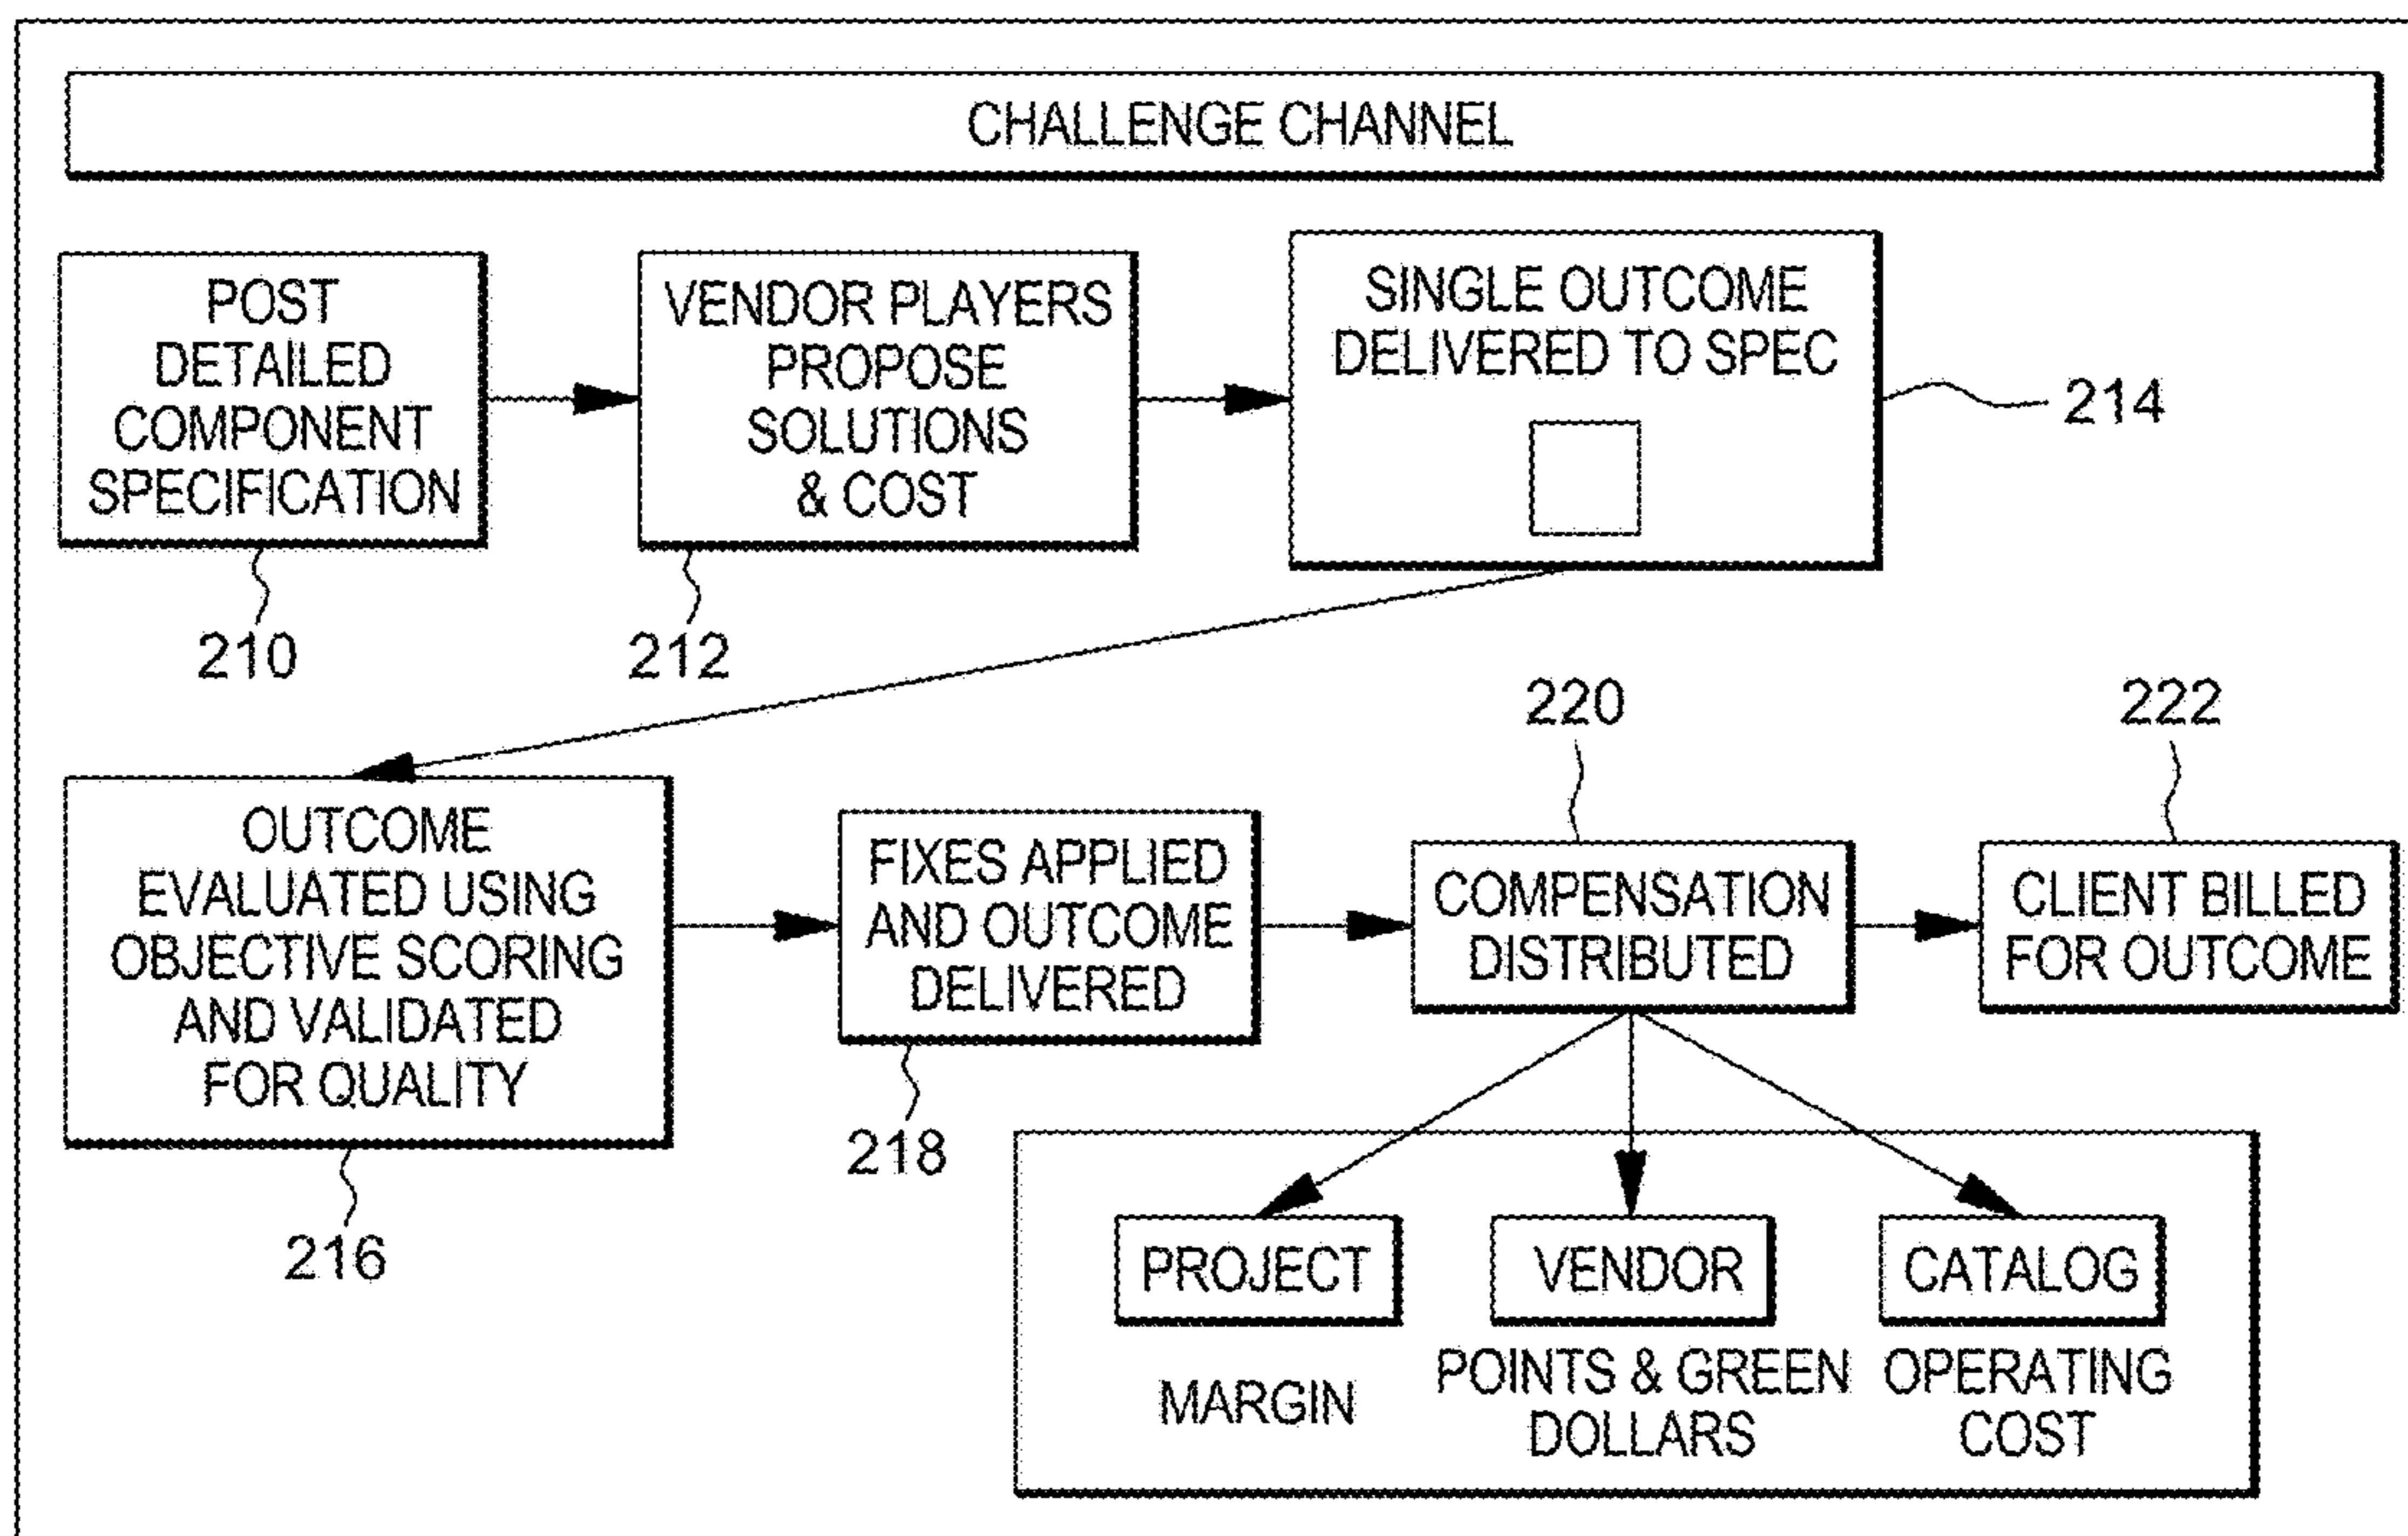 CHALLENGE CHANNEL
POST
DETAILED
COMPONENT
SPECIFICATION
VENDOR PLAYERS
PROPOSE
SOLUTIONS
& COST
SINGLE OUTCOME
DELIVERED TO SPEC
214
210
212
220
222
OUTCOME
EVALUATED USING
OBJECTIVE SCORING
AND VALIDATED
FOR QUALITY
FIXES APPLIED
AND OUTCOME
DELIVERED
COMPENSATION
DISTRIBUTED
CLIENT BILLED
FOR OUTCOME
218
216
PROJECT
MARGIN
VENDOR
POINTS & GREEN
DOLLARS
CATALOG
OPERATING
COST